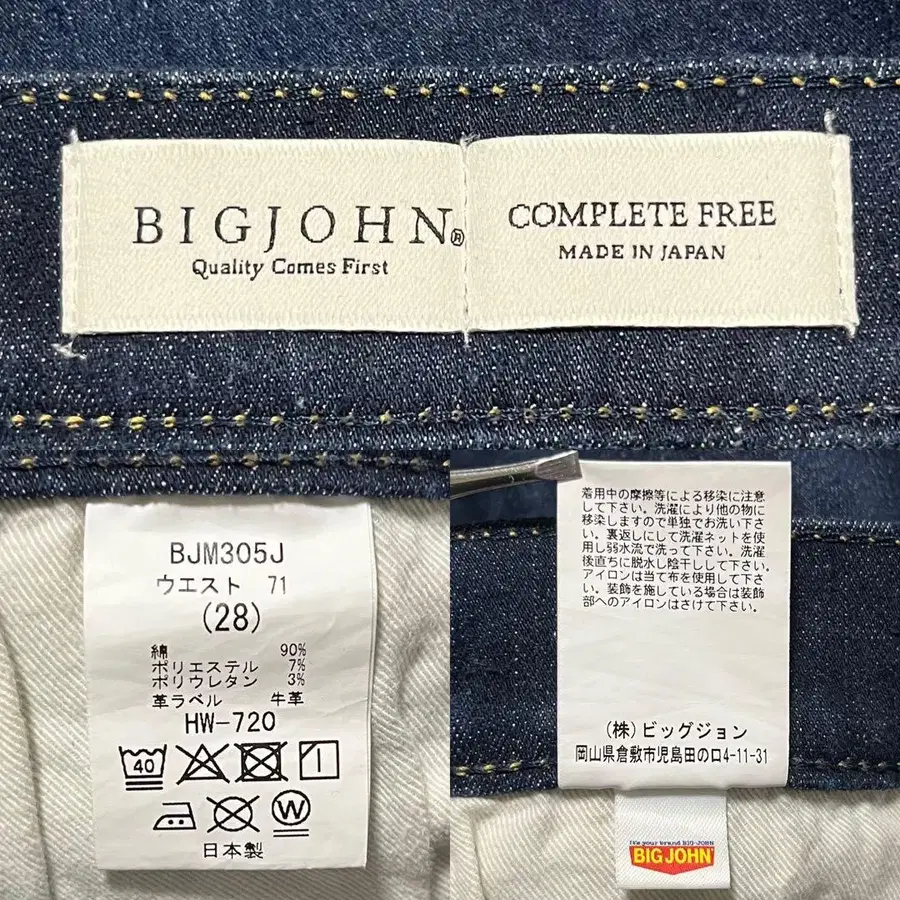 BIGJOHN®
Quality Comes First
COMPLETE FREE
MADE IN JAPAN
BJM305J
ウエスト 71
(28)
綿 90%
ポリエステル 7%
ポリウレタン 3%
革ラベル 牛革
HW-720
40
W
日本製
着用中の摩擦等による移染に注意
して下さい。洗濯により他の物に
移染しますので単独でお洗い下さ
い。裏返しにして洗濯ネットを使
用し弱水流で洗って下さい。洗濯
後直ちに脱水し陰干しして下さい。
アイロンは当て布を使用して下さ
い。装飾を施している場合は装飾
部へのアイロンはさけて下さい。
(株)ビッグジョン
岡山県倉敷市児島田の口4-11-31
BIG JOHN